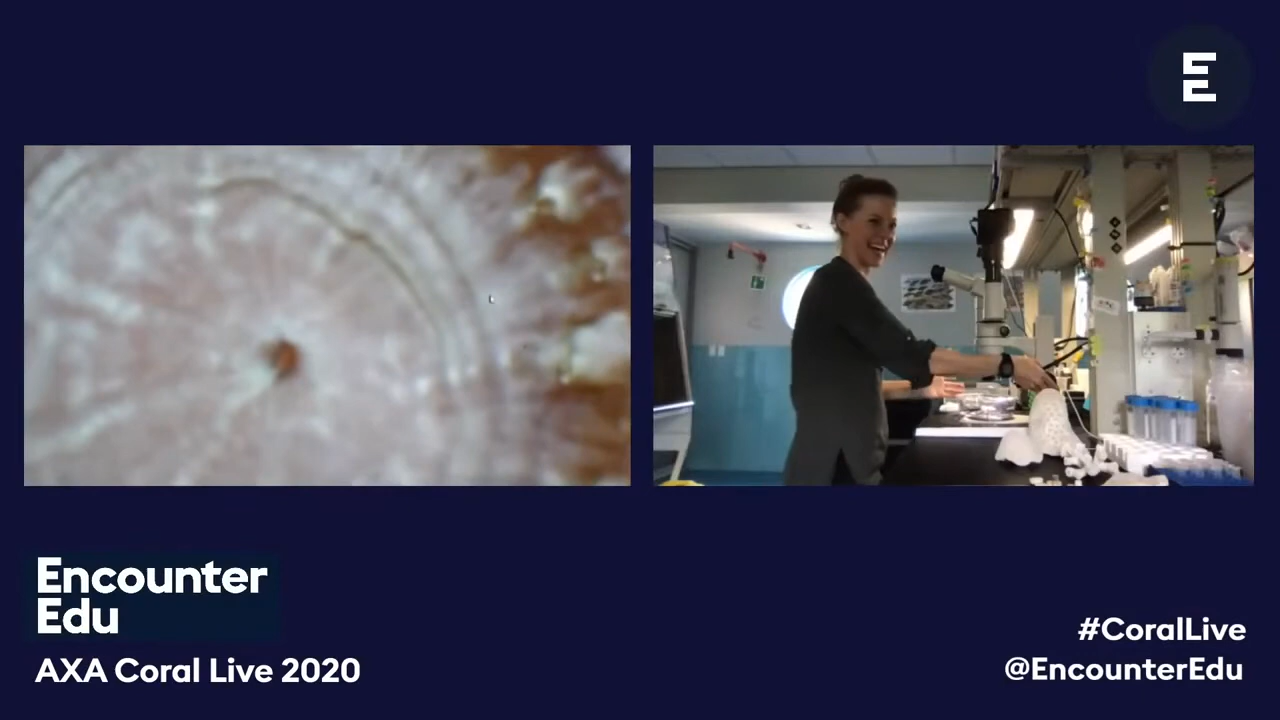 E
Encounter
Edu
AXA Coral Live 2020
#CoralLive
@EncounterEdu